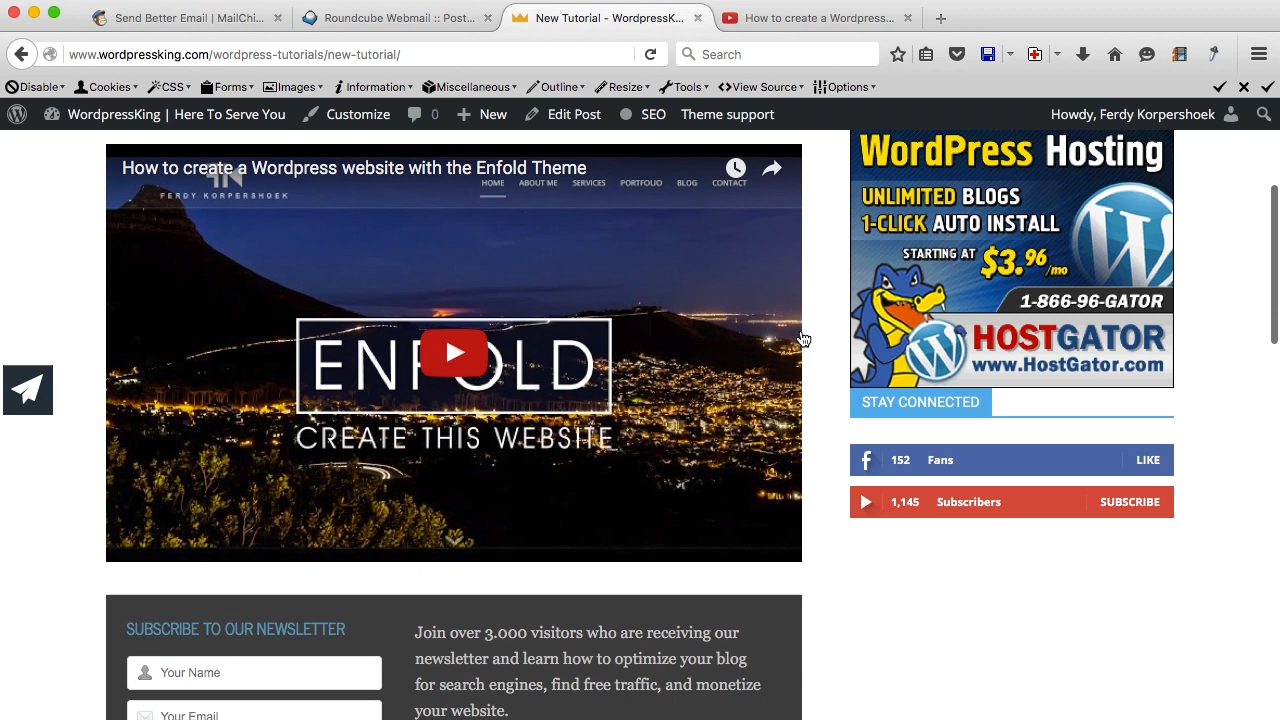 Send Better Email | MailChi...
Roundcube Webmail :: Post...
New Tutorial - WordpressK...
How to create a Wordpress...
www.wordpressking.com/wordpress-tutorials/new-tutorial/
Search
Disable Cookies CSS Forms Images Information Miscellaneous Outline Resize Tools View Source Options
WordpressKing | Here To Serve You Customize 0 New Edit Post SEO Theme support Howdy, Ferdy Korpershoek
How to create a Wordpress website with the Enfold Theme
FERDY KORPERSHOEK
HOME ABOUT ME SERVICES PORTFOLIO BLOG CONTACT
ENFOLD
CREATE THIS WEBSITE
WordPress Hosting
UNLIMITED BLOGS
1-CLICK AUTO INSTALL
STARTING AT $3.96/mo
1-866-96-GATOR
HOSTGATOR
www.HostGator.com
STAY CONNECTED
152 Fans LIKE
1,145 Subscribers SUBSCRIBE
SUBSCRIBE TO OUR NEWSLETTER
Your Name
Your Email
Join over 3.000 visitors who are receiving our
newsletter and learn how to optimize your blog
for search engines, find free traffic, and monetize
your website.